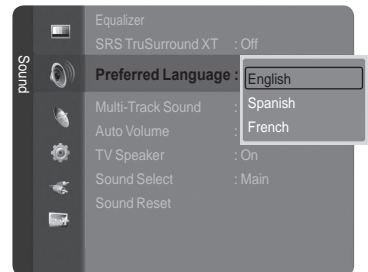 Sound
Equalizer
SRS TruSurround XT : Off
Preferred Language :
English
Spanish
French
Multi-Track Sound :
Auto Volume :
TV Speaker : On
Sound Select : Main
Sound Reset